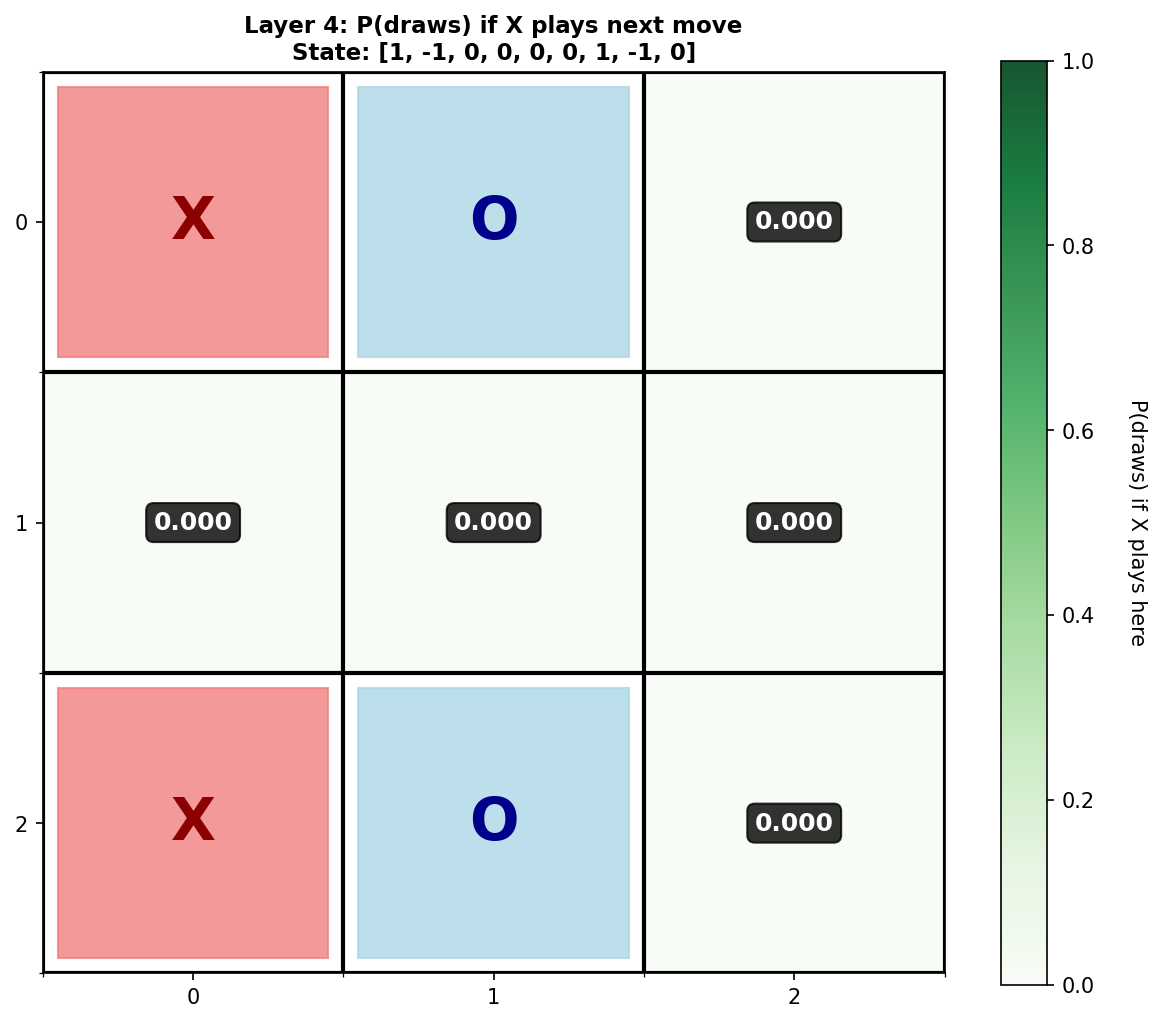 Layer 4: P(draws) if X plays next move
State: [1, -1, 0, 0, 0, 0, 1, -1, 0]
X
O
0.000
0.000
0.000
0.000
X
O
0.000
0
1
2
0
1
2
1.0
0.8
0.6
0.4
0.2
0.0
P(draws) if X plays here